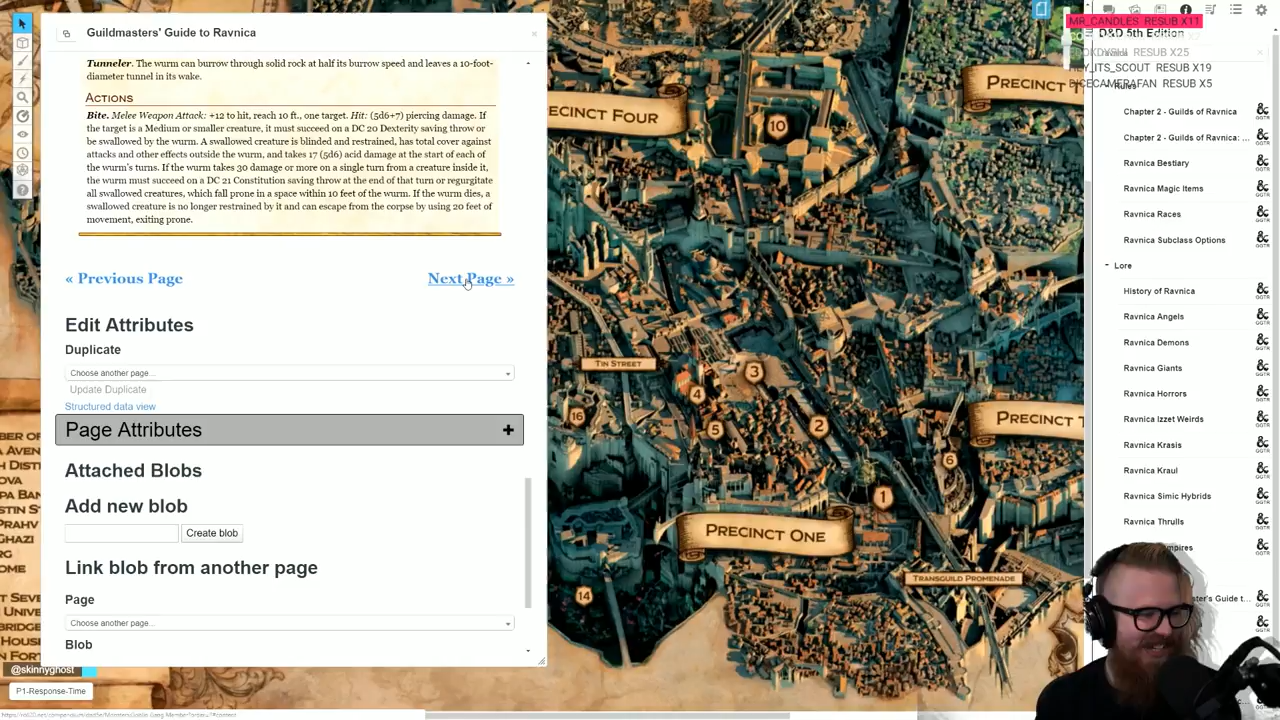 Guildmasters' Guide to Ravnica
Tunneler. The wurm can burrow through solid rock at half its burrow speed and leaves a 10-foot-
diameter tunnel in its wake.
Actions
Bite. Melee Weapon Attack: +12 to hit, reach 10 ft., one target. Hit: (5d6+7) piercing damage. If
the target is a Medium or smaller creature, it must succeed on a DC 20 Dexterity saving throw or
be swallowed by the wurm. A swallowed creature is blinded and restrained, has total cover against
attacks and other effects outside the wurm, and takes 17 (5d6) acid damage at the start of each of
the wurm's turns. If the wurm takes 30 damage or more on a single turn from a creature inside it,
the wurm must succeed on a DC 21 Constitution saving throw at the end of that turn or regurgitate
all swallowed creatures, which fall prone in a space within 10 feet of the wurm. If the wurm dies, a
swallowed creature is no longer restrained by it and can escape from the corpse by using 20 feet of
movement, exiting prone.
« Previous Page
Next Page »
Edit Attributes
Duplicate
Choose another page...
Update Duplicate
Structured data view
Page Attributes
Attached Blobs
Add new blob
Create blob
Link blob from another page
Page
Choose another page...
Blob
@skinnyghost
P1-Response-Time
ecinct Four
10
Precinct T
Tin Street
3
4
16
5
2
Precinct T
6
1
Precinct One
Transguild Promenade
14
MR_CANDLES RESUB X11
D&D 5th Edition
RESUB X25
HEY_ITS_SCOUT RESUB X19
DICECAMERAFAN RESUB X5
Rules
Chapter 2 - Guilds of Ravnica
Chapter 2 - Guilds of Ravnica: ...
Ravnica Bestiary
Ravnica Magic Items
Ravnica Races
Ravnica Subclass Options
Lore
History of Ravnica
Ravnica Angels
Ravnica Demons
Ravnica Giants
Ravnica Horrors
Ravnica Izzet Weirds
Ravnica Krasis
Ravnica Kraul
Ravnica Simic Hybrids
Ravnica Thrulls
mpires
ster's Guide t...